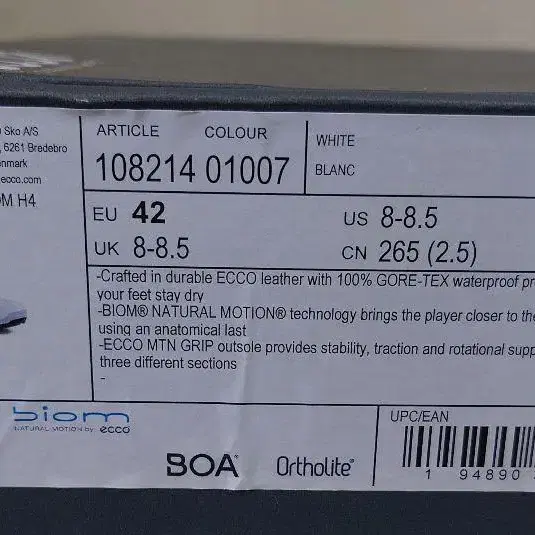 Sko A/S
, 6261 Bredebro
nmark
ecco.com
M H4
ARTICLE COLOUR
108214 01007
WHITE
BLANC
EU 42
US 8-8.5
UK 8-8.5
CN 265 (2.5)
-Crafted in durable ECCO leather with 100% GORE-TEX waterproof pr
your feet stay dry
-BIOM® NATURAL MOTION® technology brings the player closer to the
using an anatomical last
-ECCO MTN GRIP outsole provides stability, traction and rotational supp
three different sections
-
biom
NATURAL MOTION by ecco
BOA®
Ortholite®
UPC/EAN
1 94890